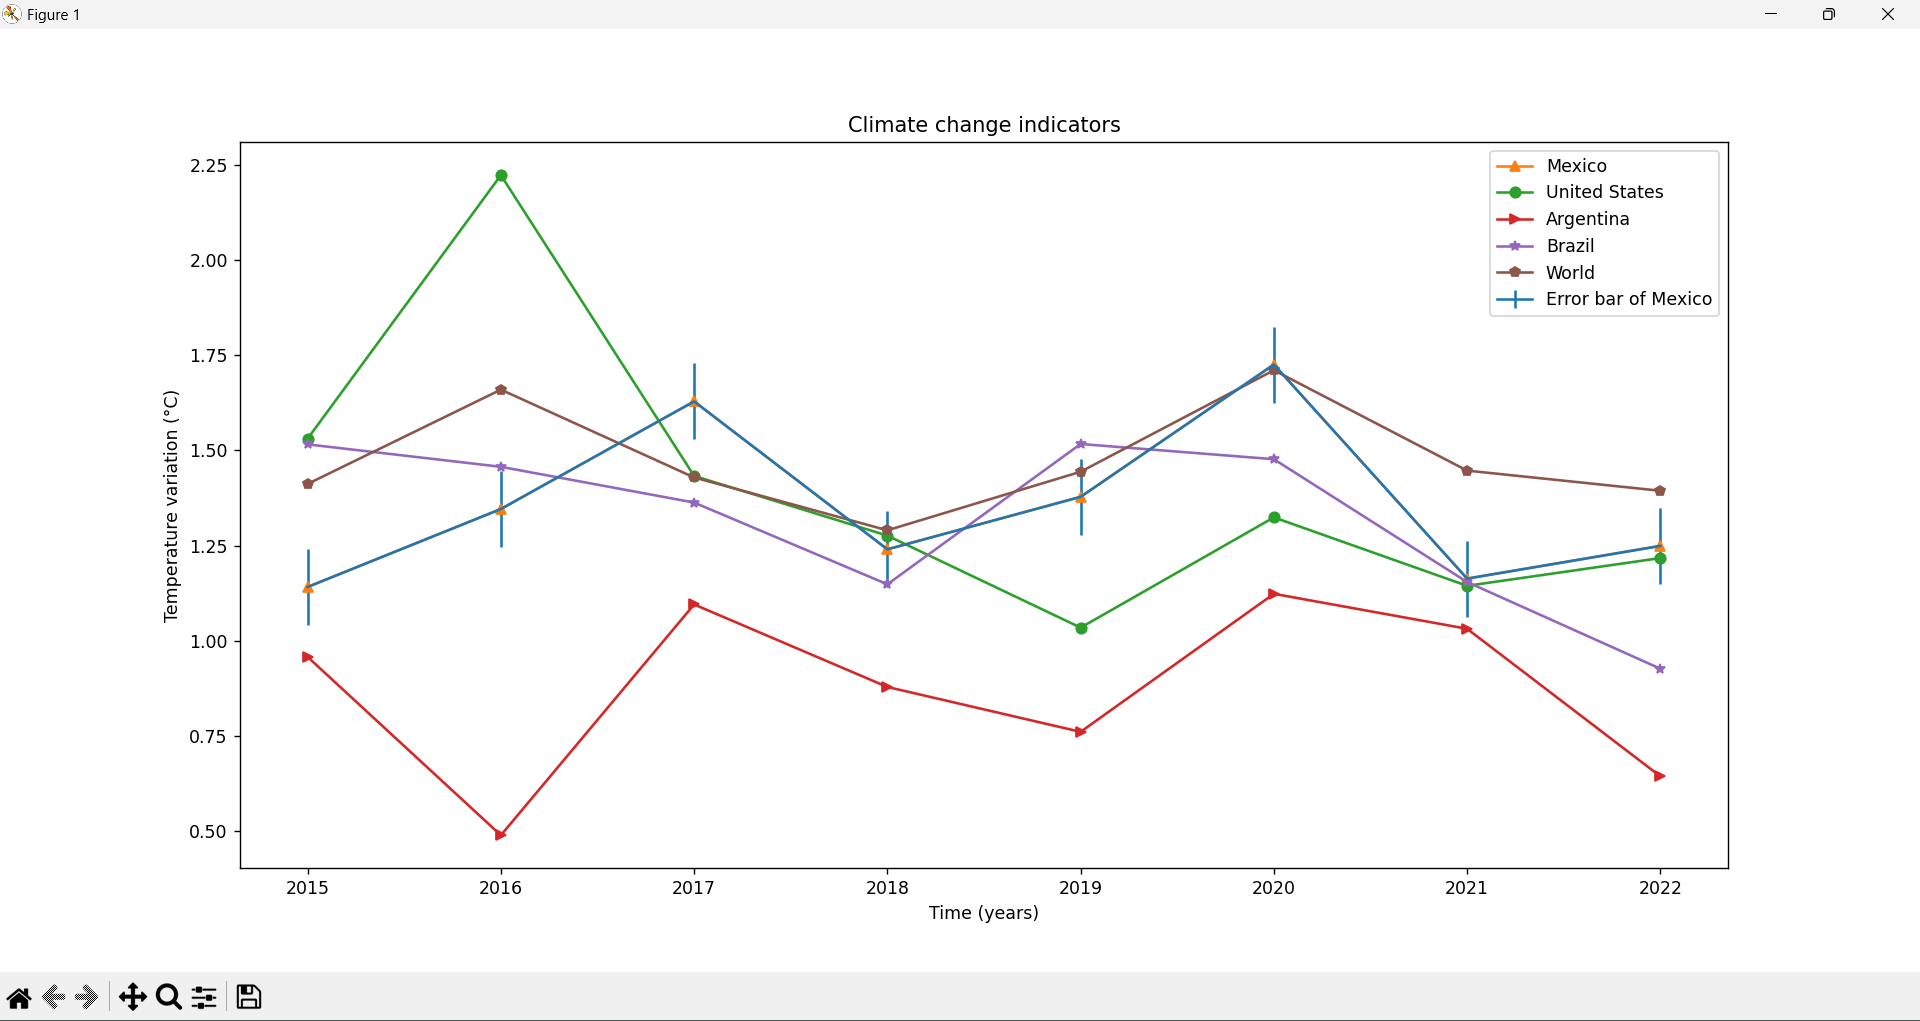 Figure 1
Climate change indicators
2.25
2.00
1.75
1.50
1.25
1.00
0.75
0.50
Temperature variation (°C)
Mexico
United States
Argentina
Brazil
World
Error bar of Mexico
2015 2016 2017 2018 2019 2020 2021 2022
Time (years)